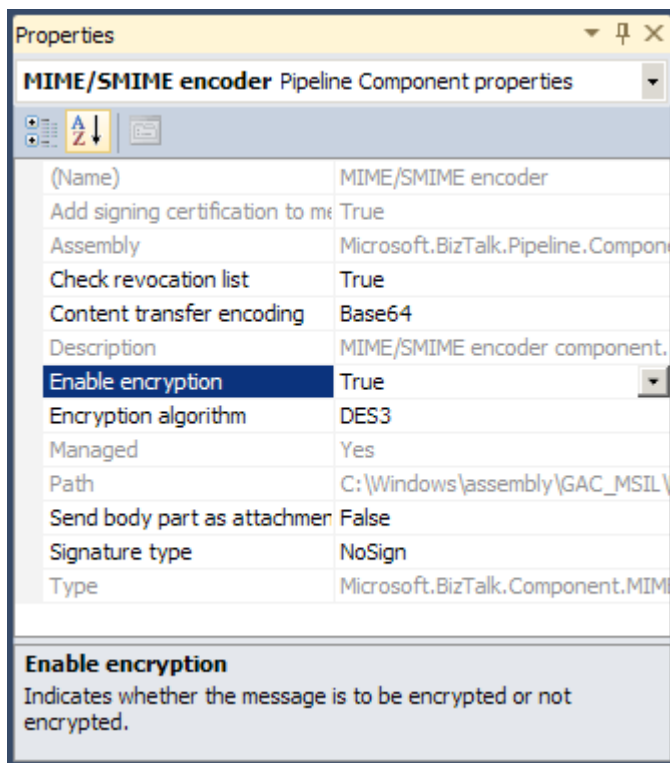 Properties
MIME/SMIME encoder Pipeline Component properties
(Name) MIME/SMIME encoder
Add signing certification to me True
Assembly Microsoft.BizTalk.Pipeline.Compon
Check revocation list True
Content transfer encoding Base64
Description MIME/SMIME encoder component.
Enable encryption True
Encryption algorithm DES3
Managed Yes
Path C:\Windows\assembly\GAC_MSIL\
Send body part as attachmen False
Signature type NoSign
Type Microsoft.BizTalk.Component.MIM
Enable encryption
Indicates whether the message is to be encrypted or not
encrypted.